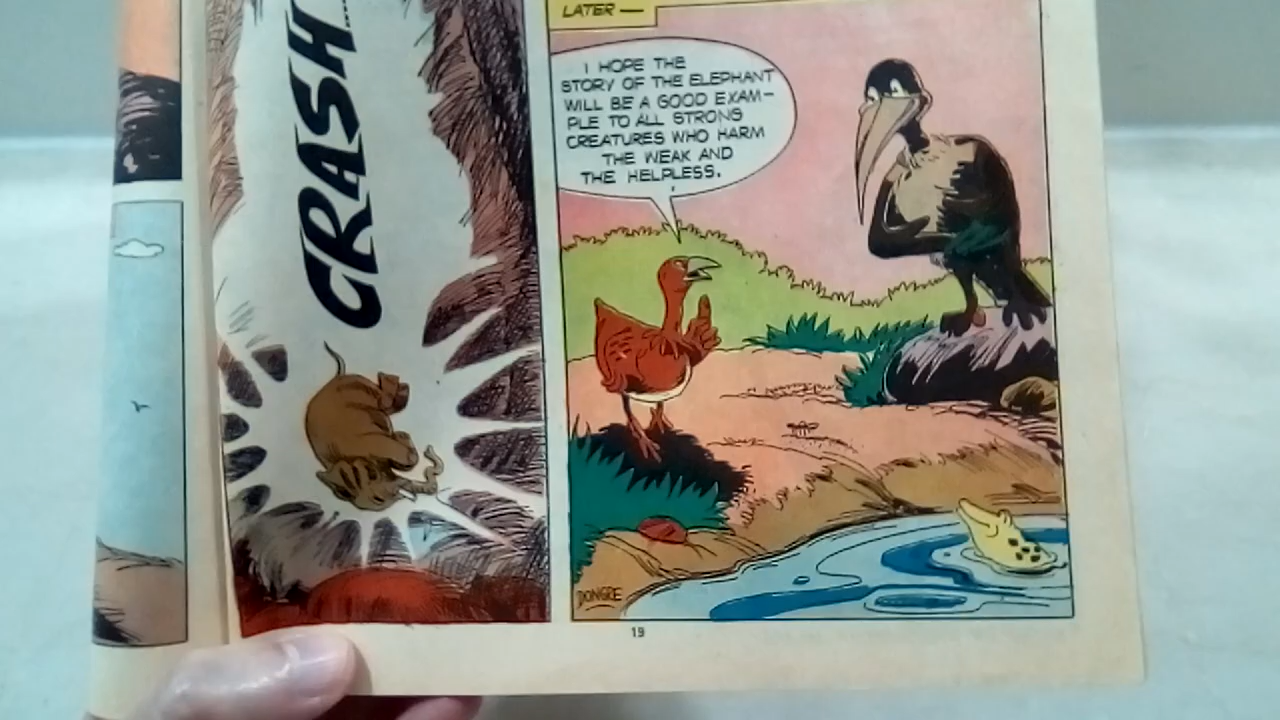 CRASH....
LATER —
I HOPE THE
STORY OF THE ELEPHANT
WILL BE A GOOD EXAM-
PLE TO ALL STRONG
CREATURES WHO HARM
THE WEAK AND
THE HELPLESS.
DONGRE
19